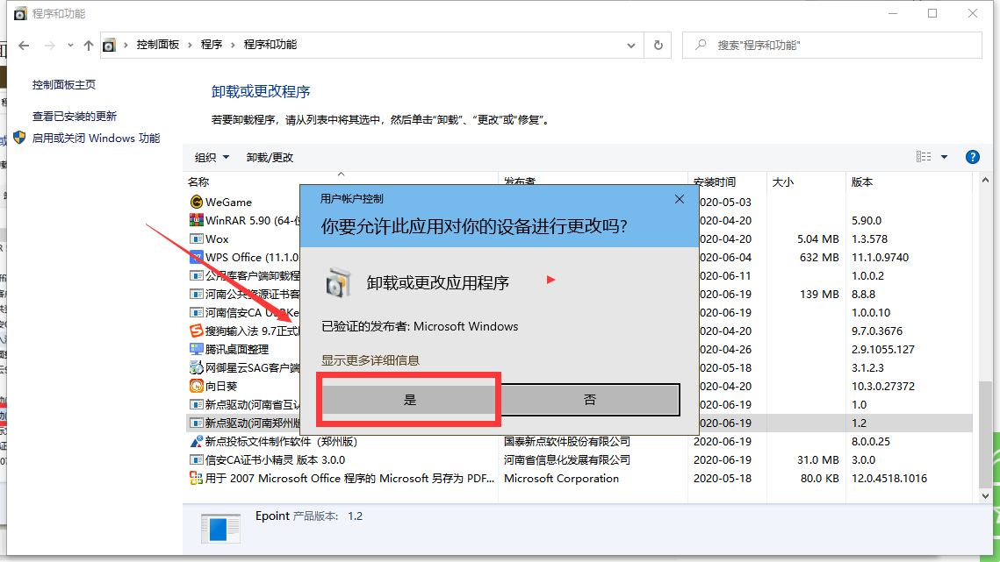 程序和功能
控制面板 › 程序 › 程序和功能
搜索"程序和功能"
控制面板主页
查看已安装的更新
启用或关闭 Windows 功能
卸载或更改程序
若要卸载程序，请从列表中将其选中，然后单击“卸载”、“更改”或“修复”。
组织 卸载/更改
名称 发布者 安装时间 大小 版本
WeGame 2020-05-03
WinRAR 5.90 (64-位 020-04-20 5.90.0
Wox 020-04-20 5.04 MB 1.3.578
WPS Office (11.1.0 020-06-04 632 MB 11.1.0.9740
公用库客户端卸载程 020-06-11 1.0.0.2
河南公共资源证书客 020-06-19 139 MB 8.8.8
河南信安CA USBKe 020-06-19 1.0.0.10
搜狗输入法 9.7正式 020-04-20 9.7.0.3676
腾讯桌面整理 020-04-26 2.9.1055.127
网御星云SAG客户端 020-05-18 3.1.2.3
向日葵 020-04-20 10.3.0.27372
新点驱动(河南省互认 020-06-19 1.0
新点驱动(河南郑州版 020-06-19 1.2
新点投标文件制作软件（郑州版） 国泰新点软件股份有限公司 2020-06-19 8.0.0.25
信安CA证书小精灵 版本 3.0.0 河南省信息化发展有限公司 2020-06-19 31.0 MB 3.0.0
用于 2007 Microsoft Office 程序的 Microsoft 另存为 PDF... Microsoft Corporation 2020-05-18 80.0 KB 12.0.4518.1016
用户帐户控制
你要允许此应用对你的设备进行更改吗?
卸载或更改应用程序
已验证的发布者: Microsoft Windows
显示更多详细信息
是 否
Epoint 产品版本: 1.2